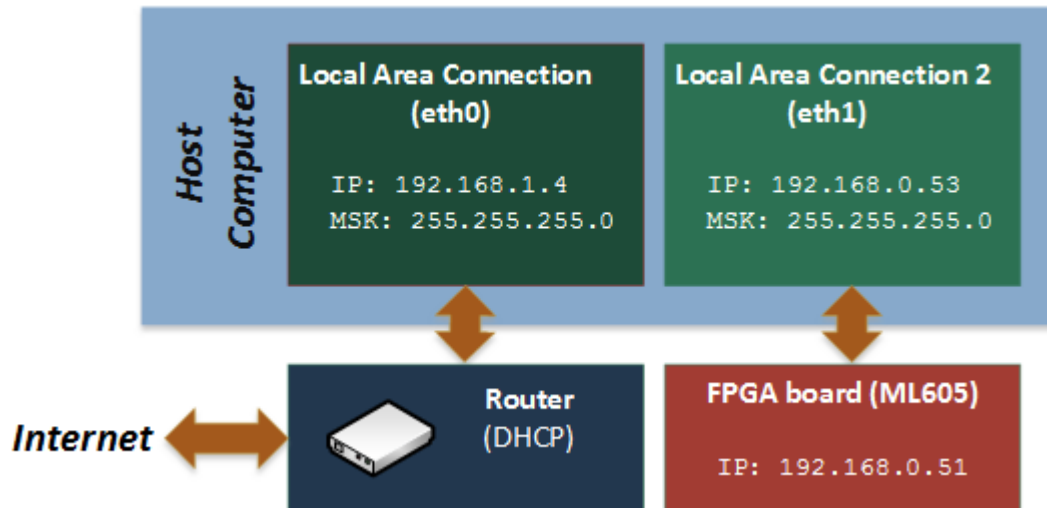 Host
Computer
Local Area Connection
(eth0)
IP: 192.168.1.4
MSK: 255.255.255.0
Local Area Connection 2
(eth1)
IP: 192.168.0.53
MSK: 255.255.255.0
Internet
Router
(DHCP)
FPGA board (ML605)
IP: 192.168.0.51